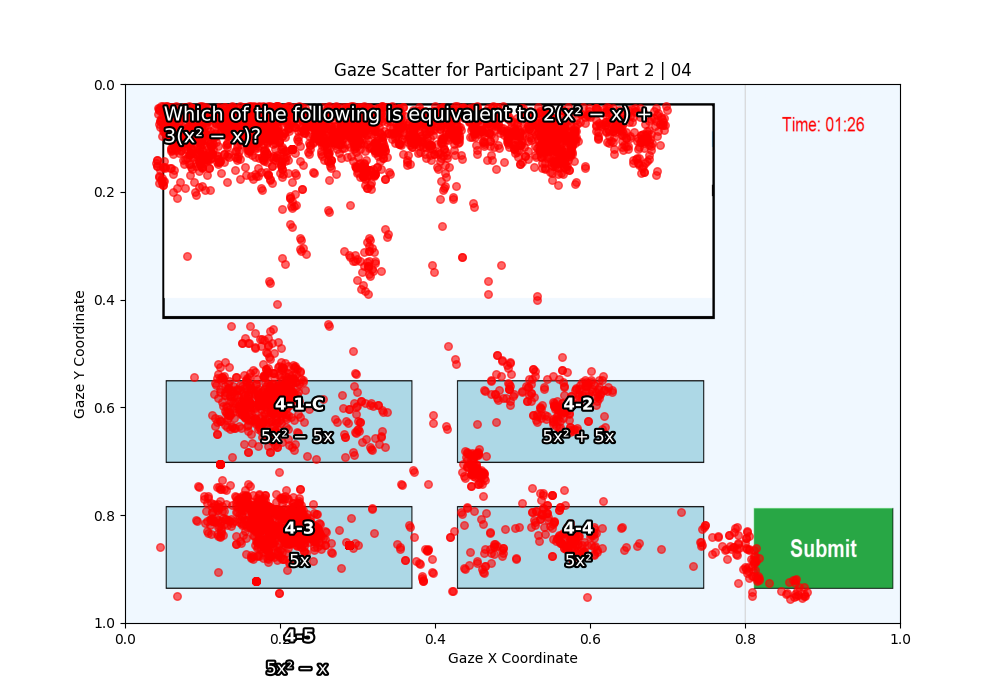 Gaze Scatter for Participant 27 | Part 2 | 04
Which of the following is equivalent to 2(x² − x) +
3(x² − x)?
Time: 01:26
4-1-C
5x² − 5x
4-2
5x² + 5x
4-3
5x
4-4
5x²
Submit
4-5
5x² − x
0.0
0.2
0.4
0.6
0.8
1.0
Gaze Y Coordinate
0.0
0.4
0.6
0.8
1.0
Gaze X Coordinate